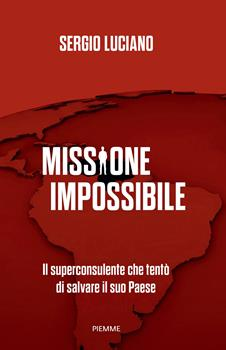 SERGIO LUCIANO
MISSIONE
IMPOSSIBILE
Il superconsulente che tentò
di salvare il suo Paese
PIEMME